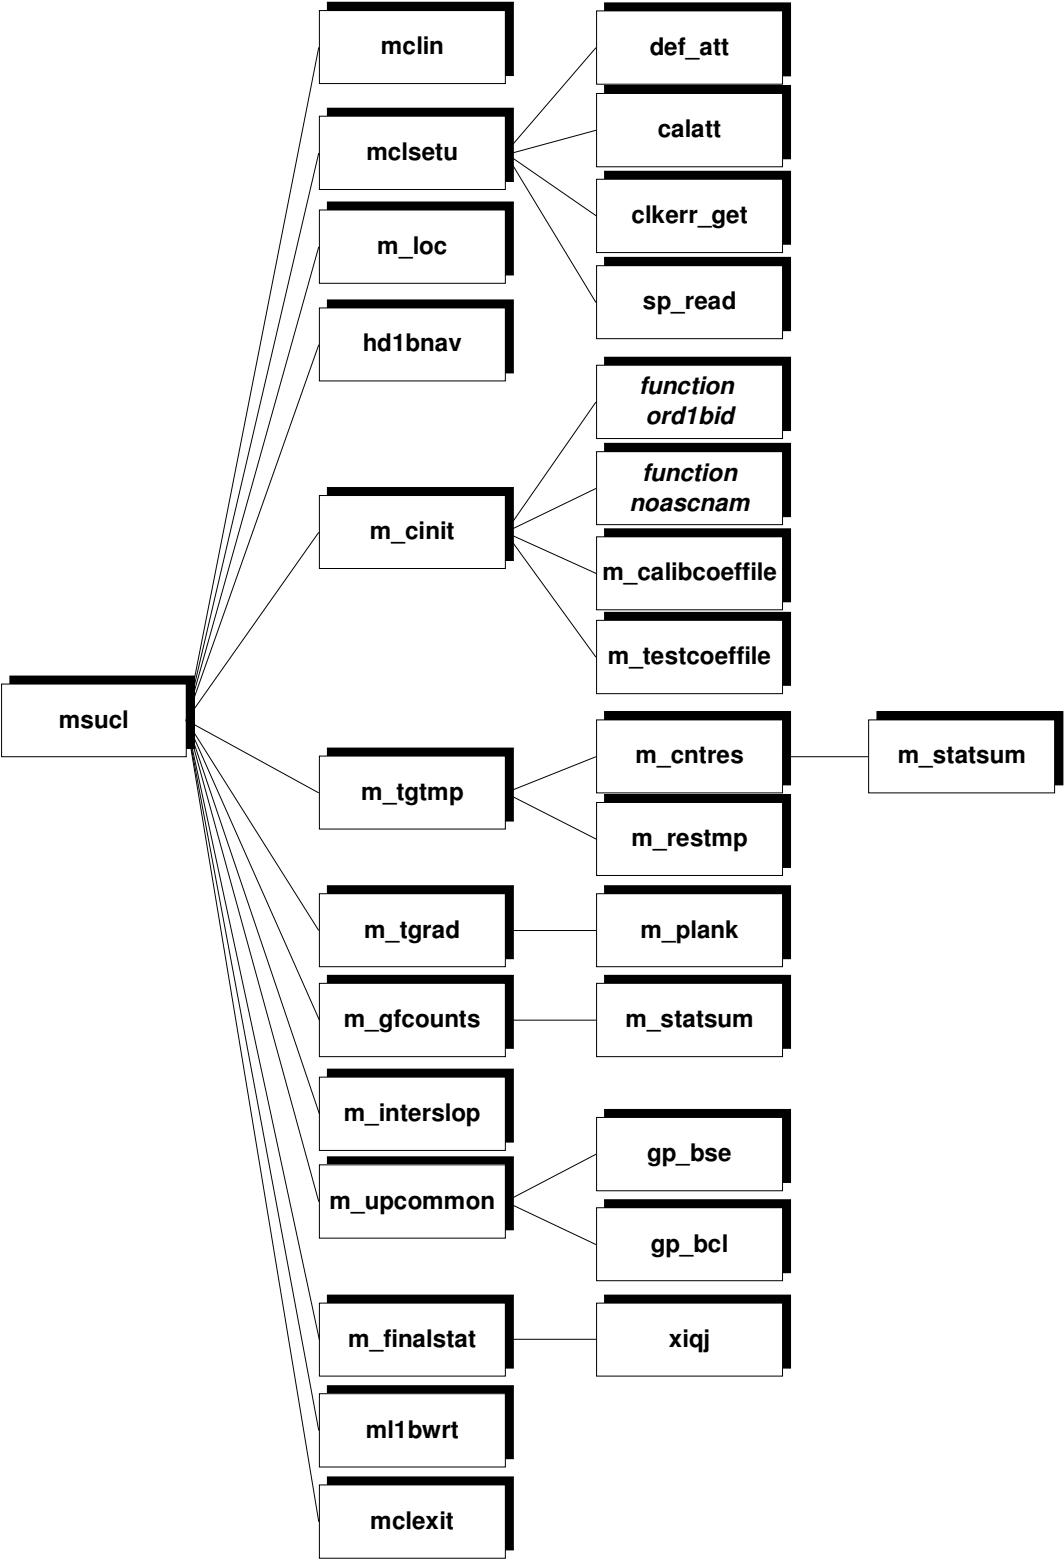 mclin
def_att
mclsetu
calatt
clkerr_get
m_loc
sp_read
hd1bnav
function
ord1bid
m_cinit
function
noascnam
m_calibcoeffile
m_testcoeffile
msucl
m_tgtmp
m_cntres
m_statsum
m_restmp
m_tgrad
m_plank
m_gfcounts
m_statsum
m_interslop
m_upcommon
gp_bse
gp_bcl
m_finalstat
xiqj
ml1bwrt
mclexit